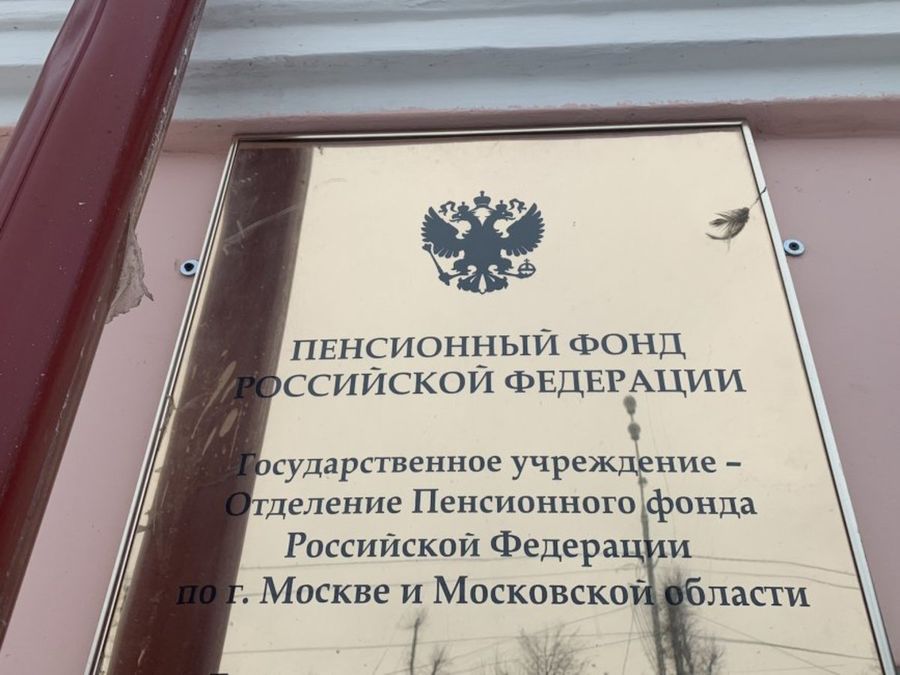 ПЕНСИОННЫЙ ФОНД
РОССИЙСКОЙ ФЕДЕРАЦИИ
Государственное учреждение –
Отделение Пенсионного фонда
Российской Федерации
по г. Москве и Московской области